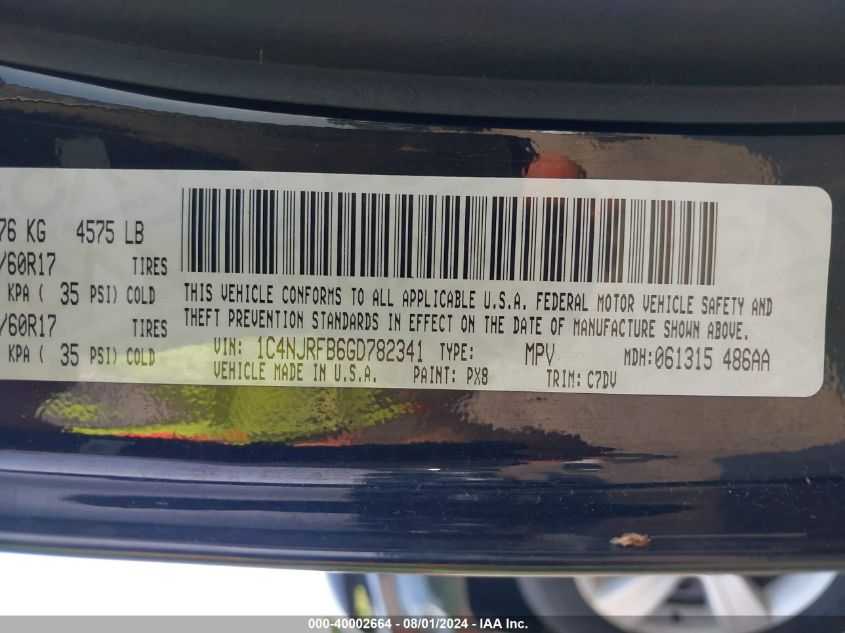 76 KG 4575 LB
/60R17 TIRES
KPA ( 35 PSI) COLD
/60R17 TIRES
KPA ( 35 PSI) COLD
THIS VEHICLE CONFORMS TO ALL APPLICABLE U.S.A. FEDERAL MOTOR VEHICLE SAFETY AND
THEFT PREVENTION STANDARDS IN EFFECT ON THE DATE OF MANUFACTURE SHOWN ABOVE.
VIN: 1C4NJRFB6GD782341 TYPE: MPV MDH: 061315 486AA
VEHICLE MADE IN U.S.A. PAINT: PX8 TRIM: C7DV
000-40002664 - 08/01/2024 - IAA Inc.